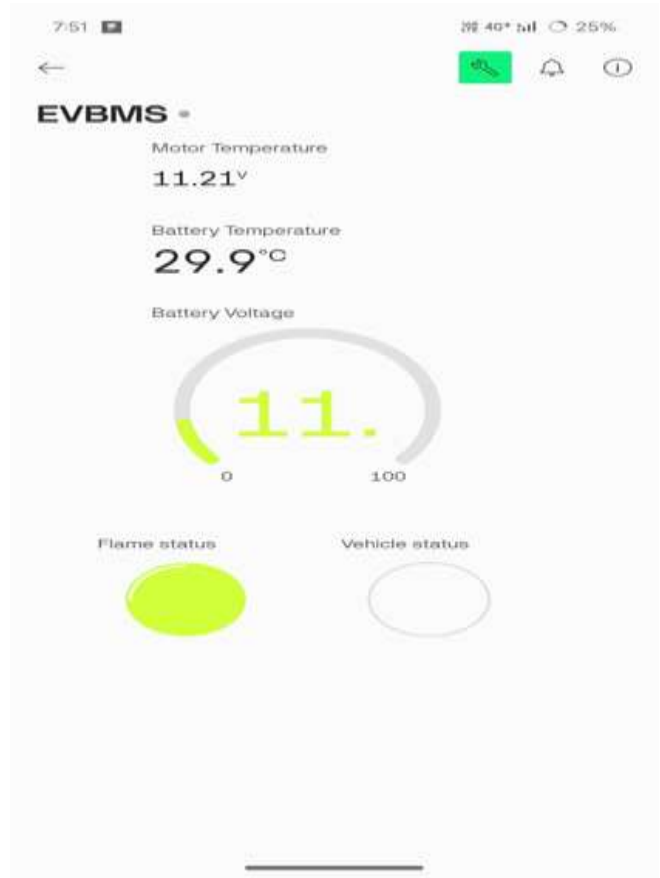 7:51 4G+ 25%
EVBMS
Motor Temperature
11.21V
Battery Temperature
29.9°C
Battery Voltage
11.
0 100
Flame status Vehicle status